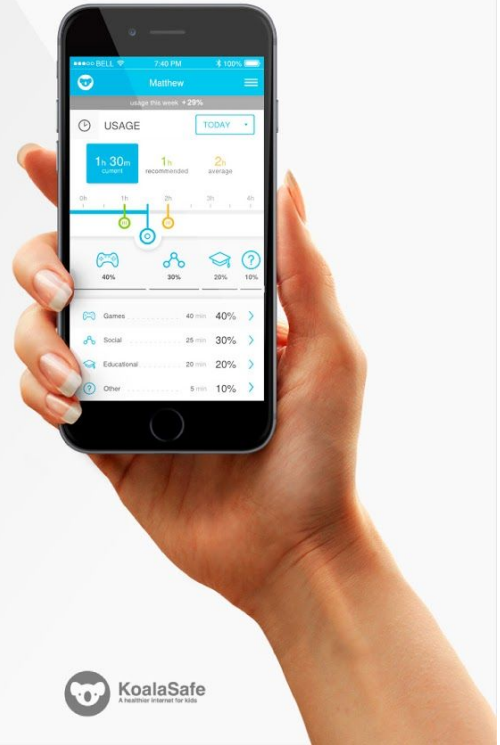 BELL 7:40 PM 100%
Matthew
usage this week +29%
USAGE TODAY
1h 30m 1h 2h
current recommended average
0h 1h 2h 3h 4h
40% 30% 20% 10%
Games 40 min 40%
Social 25 min 30%
Educational 20 min 20%
Other 5 min 10%
KoalaSafe
A healthier internet for kids